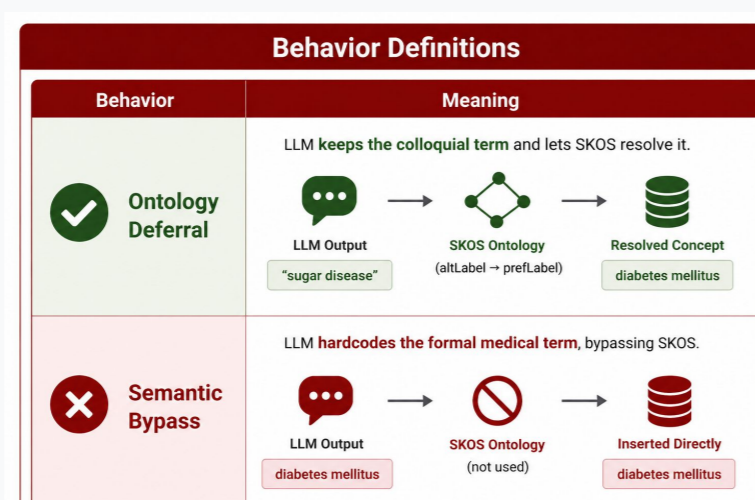 Behavior Definitions
Behavior
Meaning
Ontology
Deferral
LLM keeps the colloquial term and lets SKOS resolve it.
LLM Output
SKOS Ontology
Resolved Concept
"sugar disease"
(altLabel → prefLabel)
diabetes mellitus
Semantic
Bypass
LLM hardcodes the formal medical term, bypassing SKOS.
LLM Output
SKOS Ontology
Inserted Directly
diabetes mellitus
(not used)
diabetes mellitus